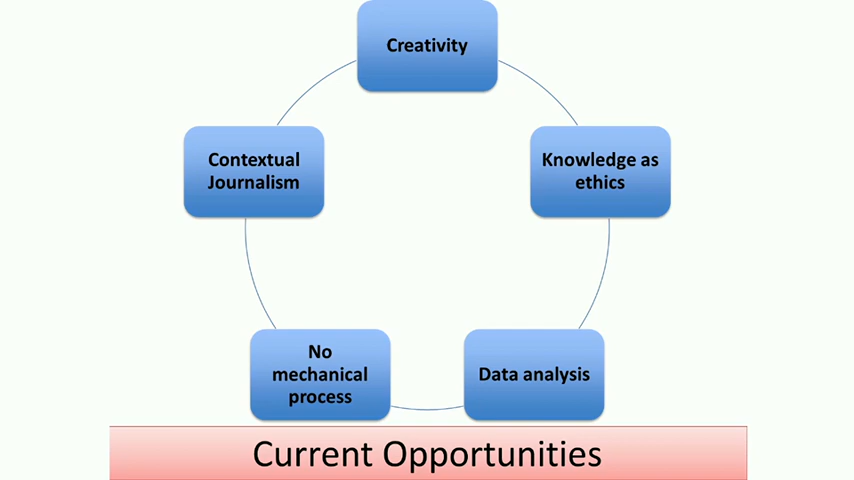 Creativity
Contextual
Journalism
Knowledge as
ethics
No
mechanical
process
Data analysis
Current Opportunities